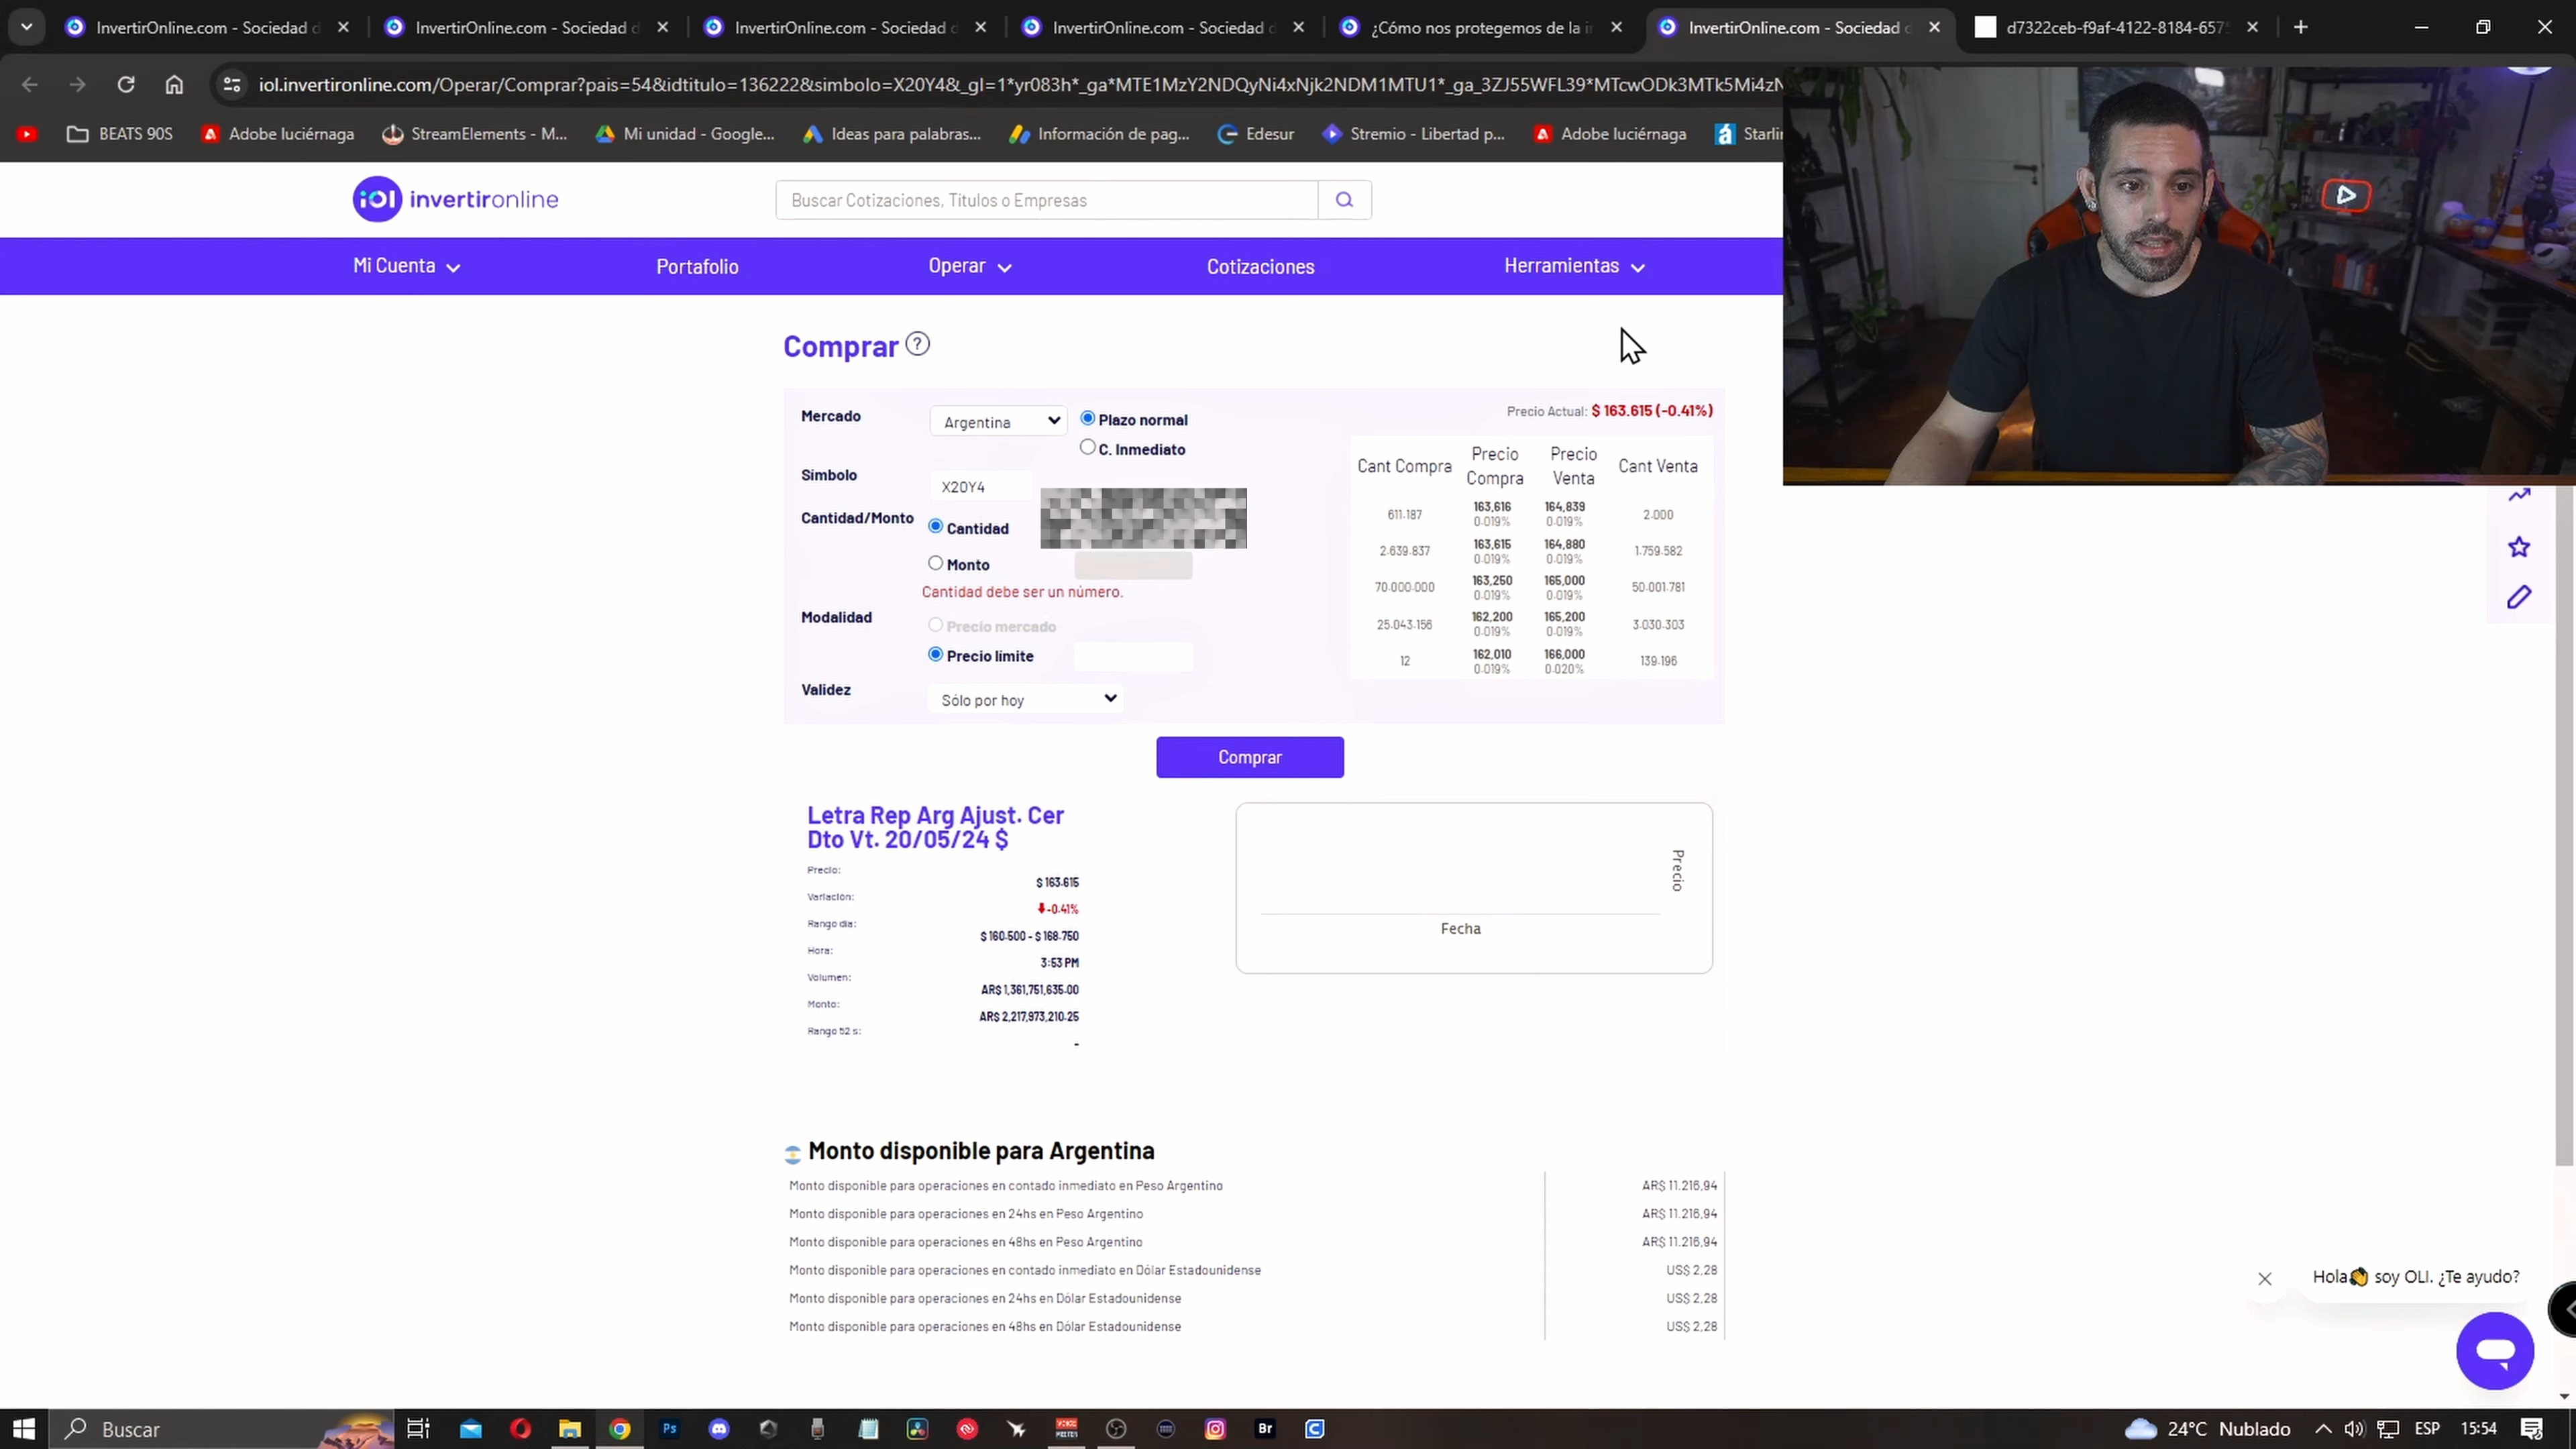 InvertirOnline.com - Sociedad d
InvertirOnline.com - Sociedad d
InvertirOnline.com - Sociedad d
InvertirOnline.com - Sociedad d
¿Cómo nos protegemos de la i
InvertirOnline.com - Sociedad d
d7322ceb-f9af-4122-8184-657
iol.invertironline.com/Operar/Comprar?pais=54&idtitulo=136222&simbolo=X20Y4&_gl=1*yr083h*_ga*MTE1MzY2NDQyNi4xNjk2NDM1MTU1*_ga_3ZJ55WFL39*MTcwODk3MTk5Mi4zN
BEATS 90S
Adobe luciérnaga
StreamElements - M...
Mi unidad - Google...
Ideas para palabras...
Información de pag...
Edesur
Stremio - Libertad p...
Adobe luciérnaga
Starlin
iol invertironline
Buscar Cotizaciones, Titulos o Empresas
Mi Cuenta
Portafolio
Operar
Cotizaciones
Herramientas
Comprar ?
Mercado
Argentina
Plazo normal
C. Inmediato
Símbolo
X20Y4
Cantidad/Monto
Cantidad
Monto
Cantidad debe ser un número.
Modalidad
Precio mercado
Precio límite
Validez
Sólo por hoy
Precio Actual: $ 163.615 (-0.41%)
Cant Compra Precio Compra Precio Venta Cant Venta
611.187 163,616 164,839 2.000
0.019% 0.019%
2.639.837 163,615 164,880 1.759.582
0.019% 0.019%
70.000.000 163,250 165,000 50.001.781
0.019% 0.019%
25.043.156 162,200 165,200 3.030.303
0.019% 0.019%
12 162,010 166,000 139.196
0.019% 0.020%
Comprar
Letra Rep Arg Ajust. Cer
Dto Vt. 20/05/24 $
Precio:
$ 163.615
Variación:
-0.41%
Rango día:
$ 160.500 - $ 168.750
Hora:
3:53 PM
Volumen:
AR$ 1,361,751,635.00
Monto:
AR$ 2,217,973,210.25
Rango 52 s:
-
Precio
Fecha
Monto disponible para Argentina
Monto disponible para operaciones en contado inmediato en Peso Argentino AR$ 11.216,94
Monto disponible para operaciones en 24hs en Peso Argentino AR$ 11.216,94
Monto disponible para operaciones en 48hs en Peso Argentino AR$ 11.216,94
Monto disponible para operaciones en contado inmediato en Dólar Estadounidense US$ 2,28
Monto disponible para operaciones en 24hs en Dólar Estadounidense US$ 2,28
Monto disponible para operaciones en 48hs en Dólar Estadounidense US$ 2,28
Hola👋 soy OLI. ¿Te ayudo?
Buscar
Ps
Br
24°C Nublado
ESP
15:54